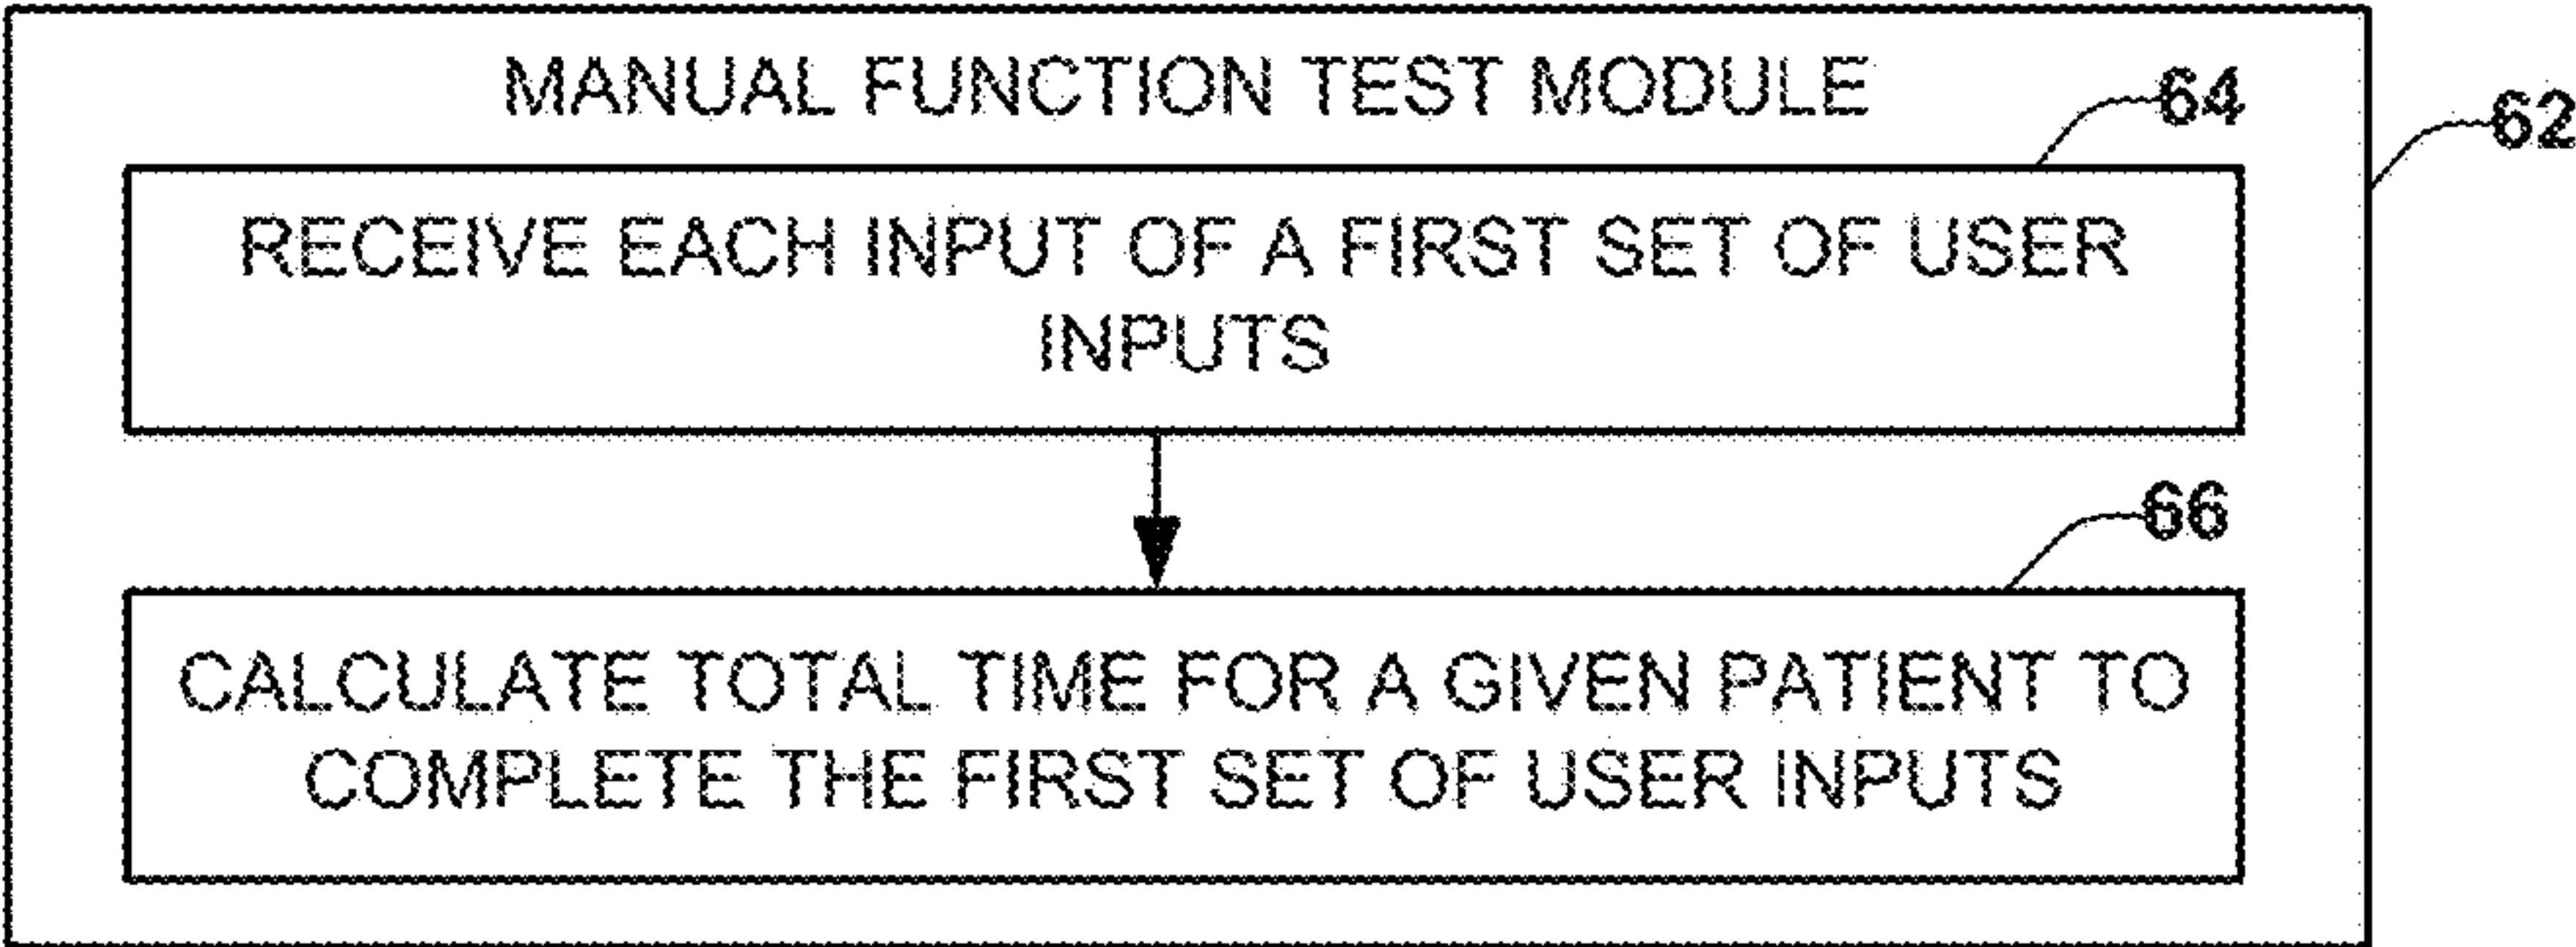 MANUAL FUNCTION TEST MODULE
64
62
RECEIVE EACH INPUT OF A FIRST SET OF USER
INPUTS
66
CALCULATE TOTAL TIME FOR A GIVEN PATIENT TO
COMPLETE THE FIRST SET OF USER INPUTS